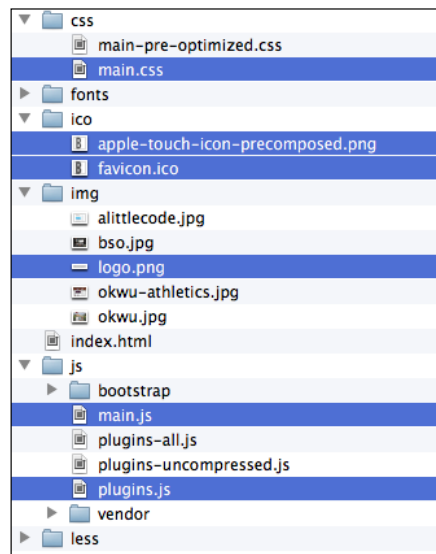 css
main-pre-optimized.css
main.css
fonts
ico
apple-touch-icon-precomposed.png
favicon.ico
img
alittlecode.jpg
bso.jpg
logo.png
okwu-athletics.jpg
okwu.jpg
index.html
js
bootstrap
main.js
plugins-all.js
plugins-uncompressed.js
plugins.js
vendor
less